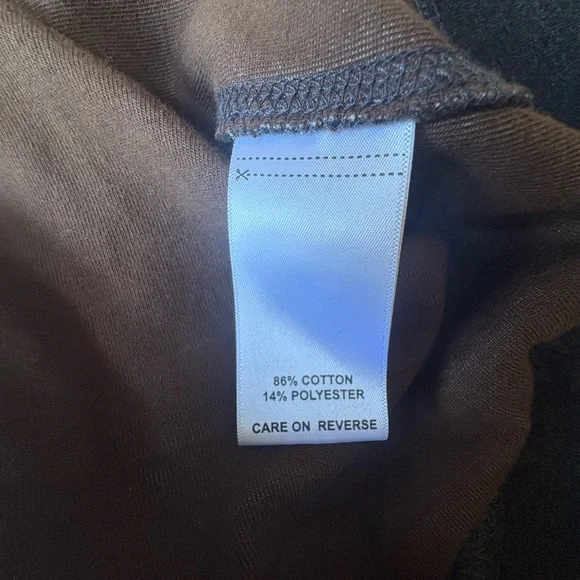 86% COTTON
14% POLYESTER
CARE ON REVERSE